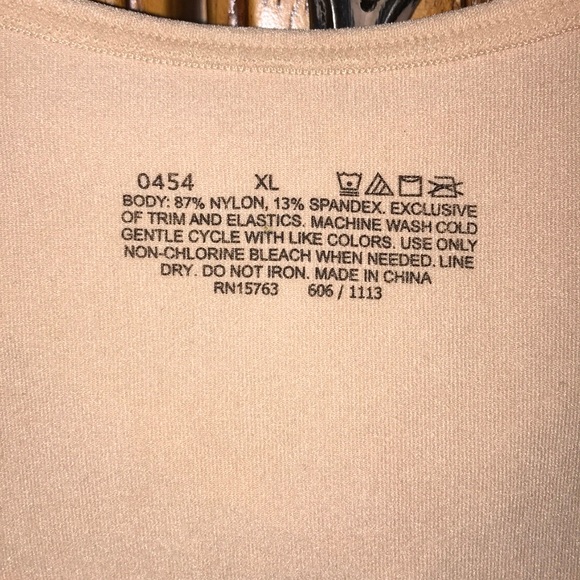 0454 XL
BODY: 87% NYLON, 13% SPANDEX. EXCLUSIVE
OF TRIM AND ELASTICS. MACHINE WASH COLD
GENTLE CYCLE WITH LIKE COLORS. USE ONLY
NON-CHLORINE BLEACH WHEN NEEDED. LINE
DRY. DO NOT IRON. MADE IN CHINA
RN15763 606 / 1113